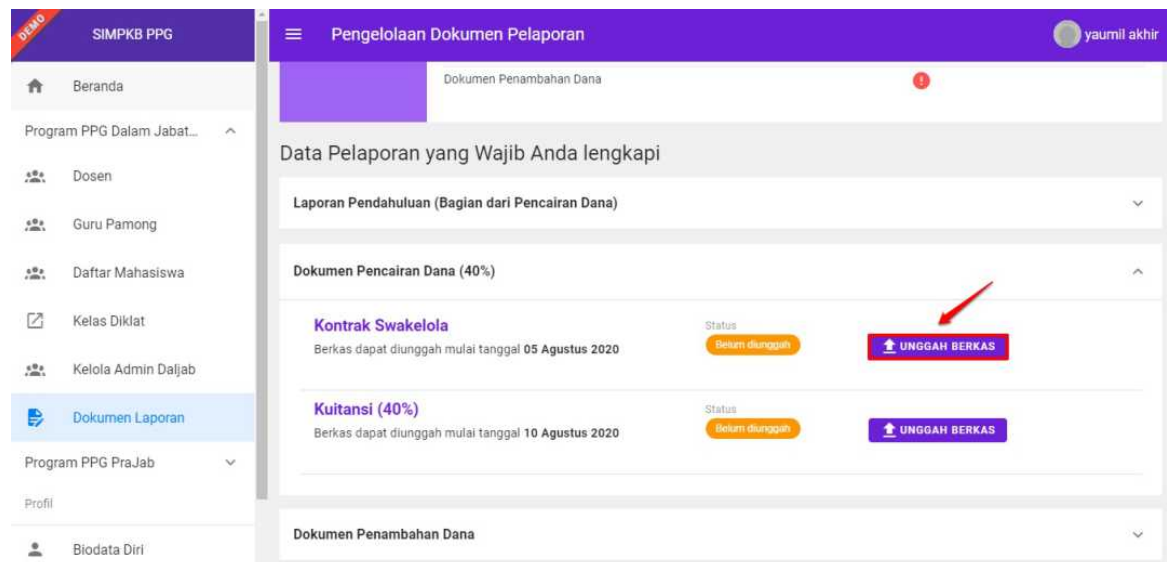 DEMO
SIMPKB PPG
Pengelolaan Dokumen Pelaporan
yaumil akhir
Beranda
Program PPG Dalam Jabat...
Dosen
Guru Pamong
Daftar Mahasiswa
Kelas Diklat
Kelola Admin Daljab
Dokumen Laporan
Program PPG PraJab
Profil
Biodata Diri
Dokumen Penambahan Dana
Data Pelaporan yang Wajib Anda lengkapi
Laporan Pendahuluan (Bagian dari Pencairan Dana)
Dokumen Pencairan Dana (40%)
Kontrak Swakelola
Berkas dapat diunggah mulai tanggal 05 Agustus 2020
Status
Belum diunggah
UNGGAH BERKAS
Kuitansi (40%)
Berkas dapat diunggah mulai tanggal 10 Agustus 2020
Status
Belum diunggah
UNGGAH BERKAS
Dokumen Penambahan Dana